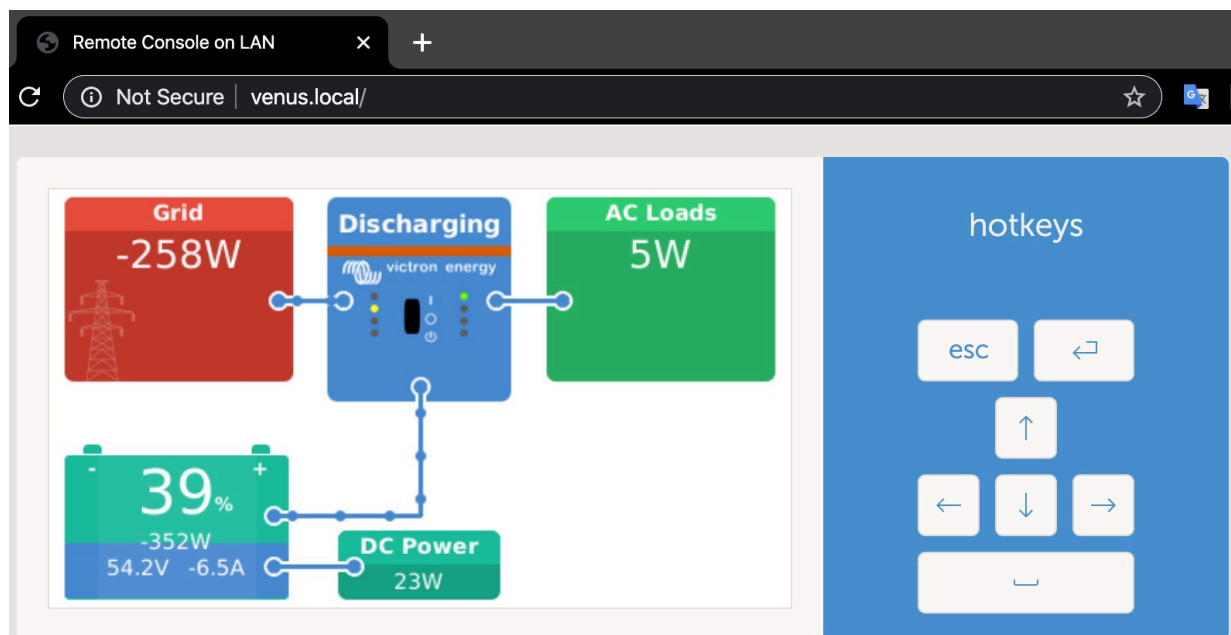 Remote Console on LAN
Not Secure venus.local/
Grid
-258W
Discharging
victron energy
AC Loads
5W
39%
- +
-352W
54.2V -6.5A
DC Power
23W
hotkeys
esc